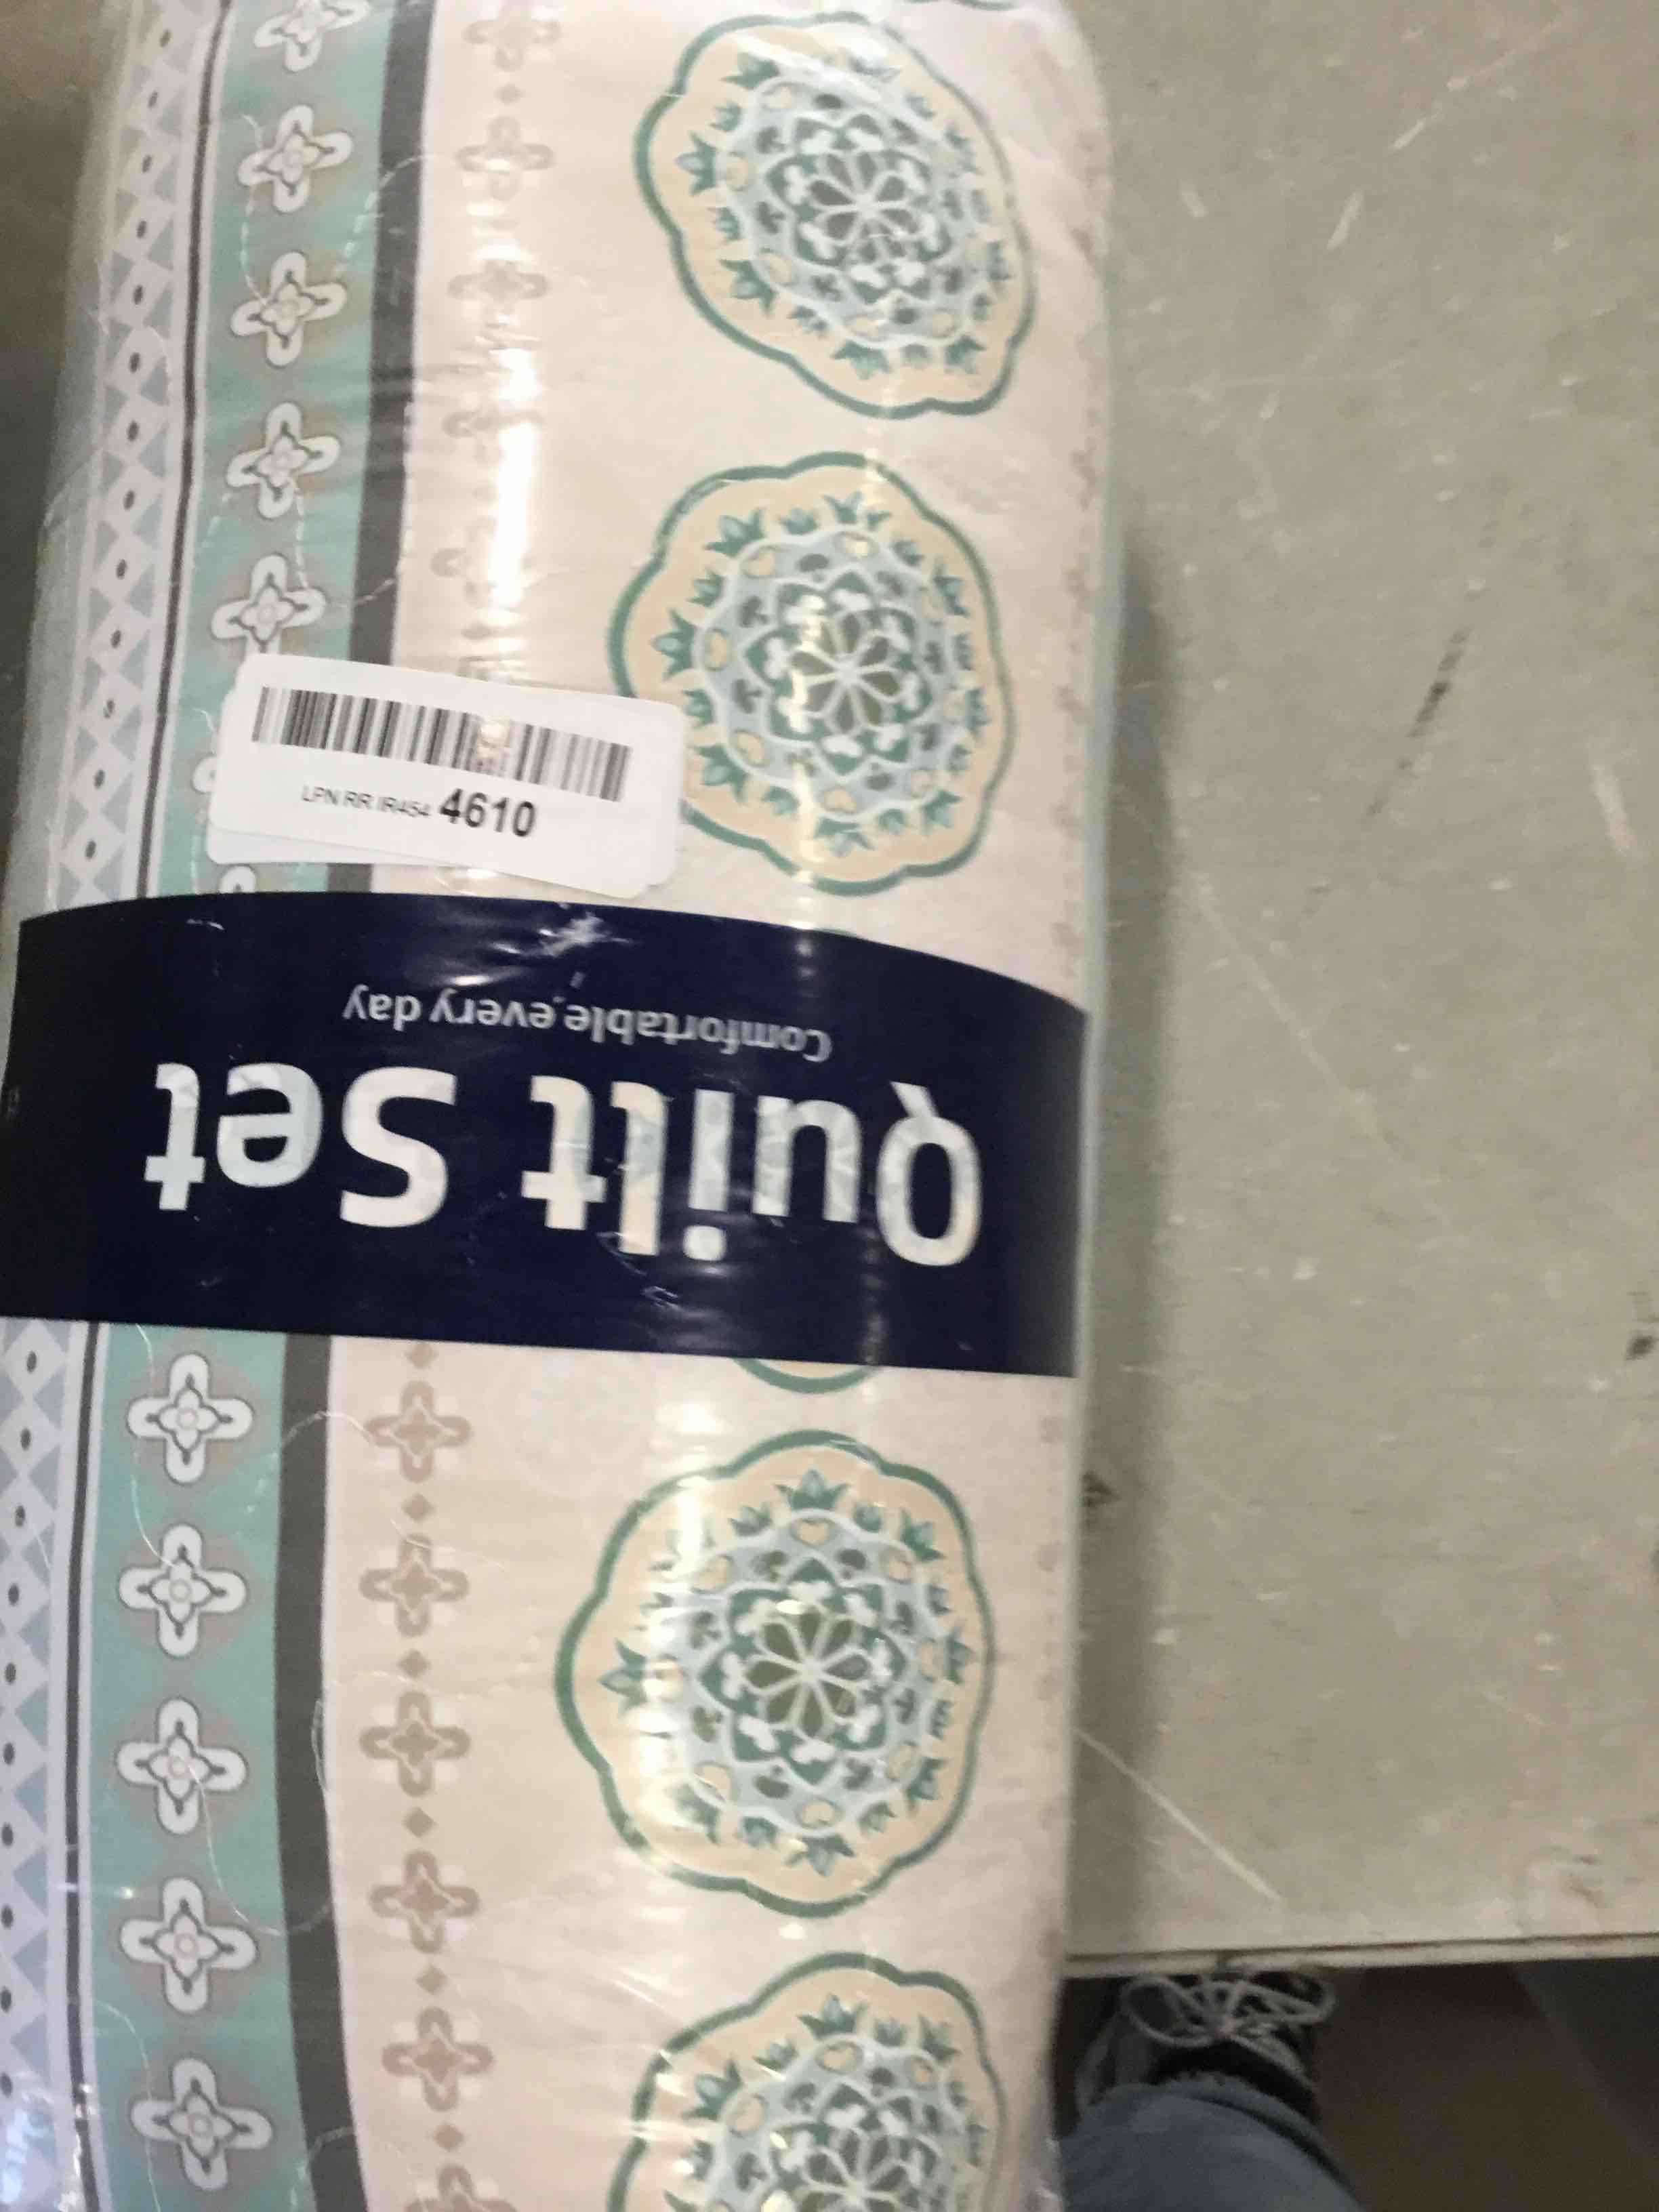 LPN RR IR454 4610
Quilt Set
Comfortable, every day